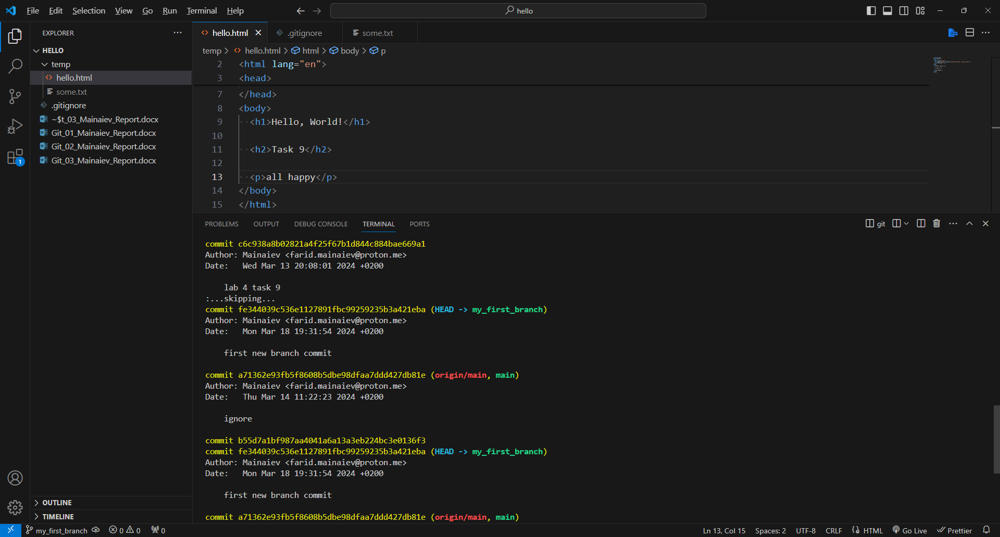 File Edit Selection View Go Run Terminal Help
hello
EXPLORER
HELLO
temp
hello.html
some.txt
.gitignore
~$t_03_Mainaiev_Report.docx
Git_01_Mainaiev_Report.docx
Git_02_Mainaiev_Report.docx
Git_03_Mainaiev_Report.docx
1
OUTLINE
TIMELINE
hello.html .gitignore some.txt
temp > hello.html > html > body > p
2 <html lang="en">
3 <head>
7 </head>
8 <body>
9 <h1>Hello, World!</h1>
10
11 <h2>Task 9</h2>
12
13 <p>all happy</p>
14 </body>
15 </html>
PROBLEMS OUTPUT DEBUG CONSOLE TERMINAL PORTS
git
commit c6c938a8b02821a4f25f67b1d844c884bae669a1
Author: Mainaiev <farid.mainaiev@proton.me>
Date:   Wed Mar 13 20:08:01 2024 +0200
lab 4 task 9
:...skipping...
commit fe344039c536e1127891fbc99259235b3a421eba (HEAD -> my_first_branch)
Author: Mainaiev <farid.mainaiev@proton.me>
Date:   Mon Mar 18 19:31:54 2024 +0200
first new branch commit
commit a71362e93fb5f8608b5dbe98dfaa7ddd427db81e (origin/main, main)
Author: Mainaiev <farid.mainaiev@proton.me>
Date:   Thu Mar 14 11:22:23 2024 +0200
ignore
commit b55d7a1bf987aa4041a6a13a3eb224bc3e0136f3
commit fe344039c536e1127891fbc99259235b3a421eba (HEAD -> my_first_branch)
Author: Mainaiev <farid.mainaiev@proton.me>
Date:   Mon Mar 18 19:31:54 2024 +0200
first new branch commit
commit a71362e93fb5f8608b5dbe98dfaa7ddd427db81e (origin/main, main)
my_first_branch 0 0 0 Ln 13, Col 15 Spaces: 2 UTF-8 CRLF HTML Go Live Prettier